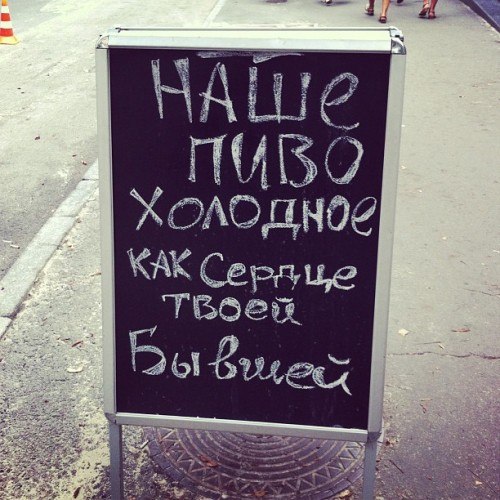 НАШЕ
ПИВО
ХОЛОДНОЕ
КАК Сердце
ТВОЕЙ
Бывшей